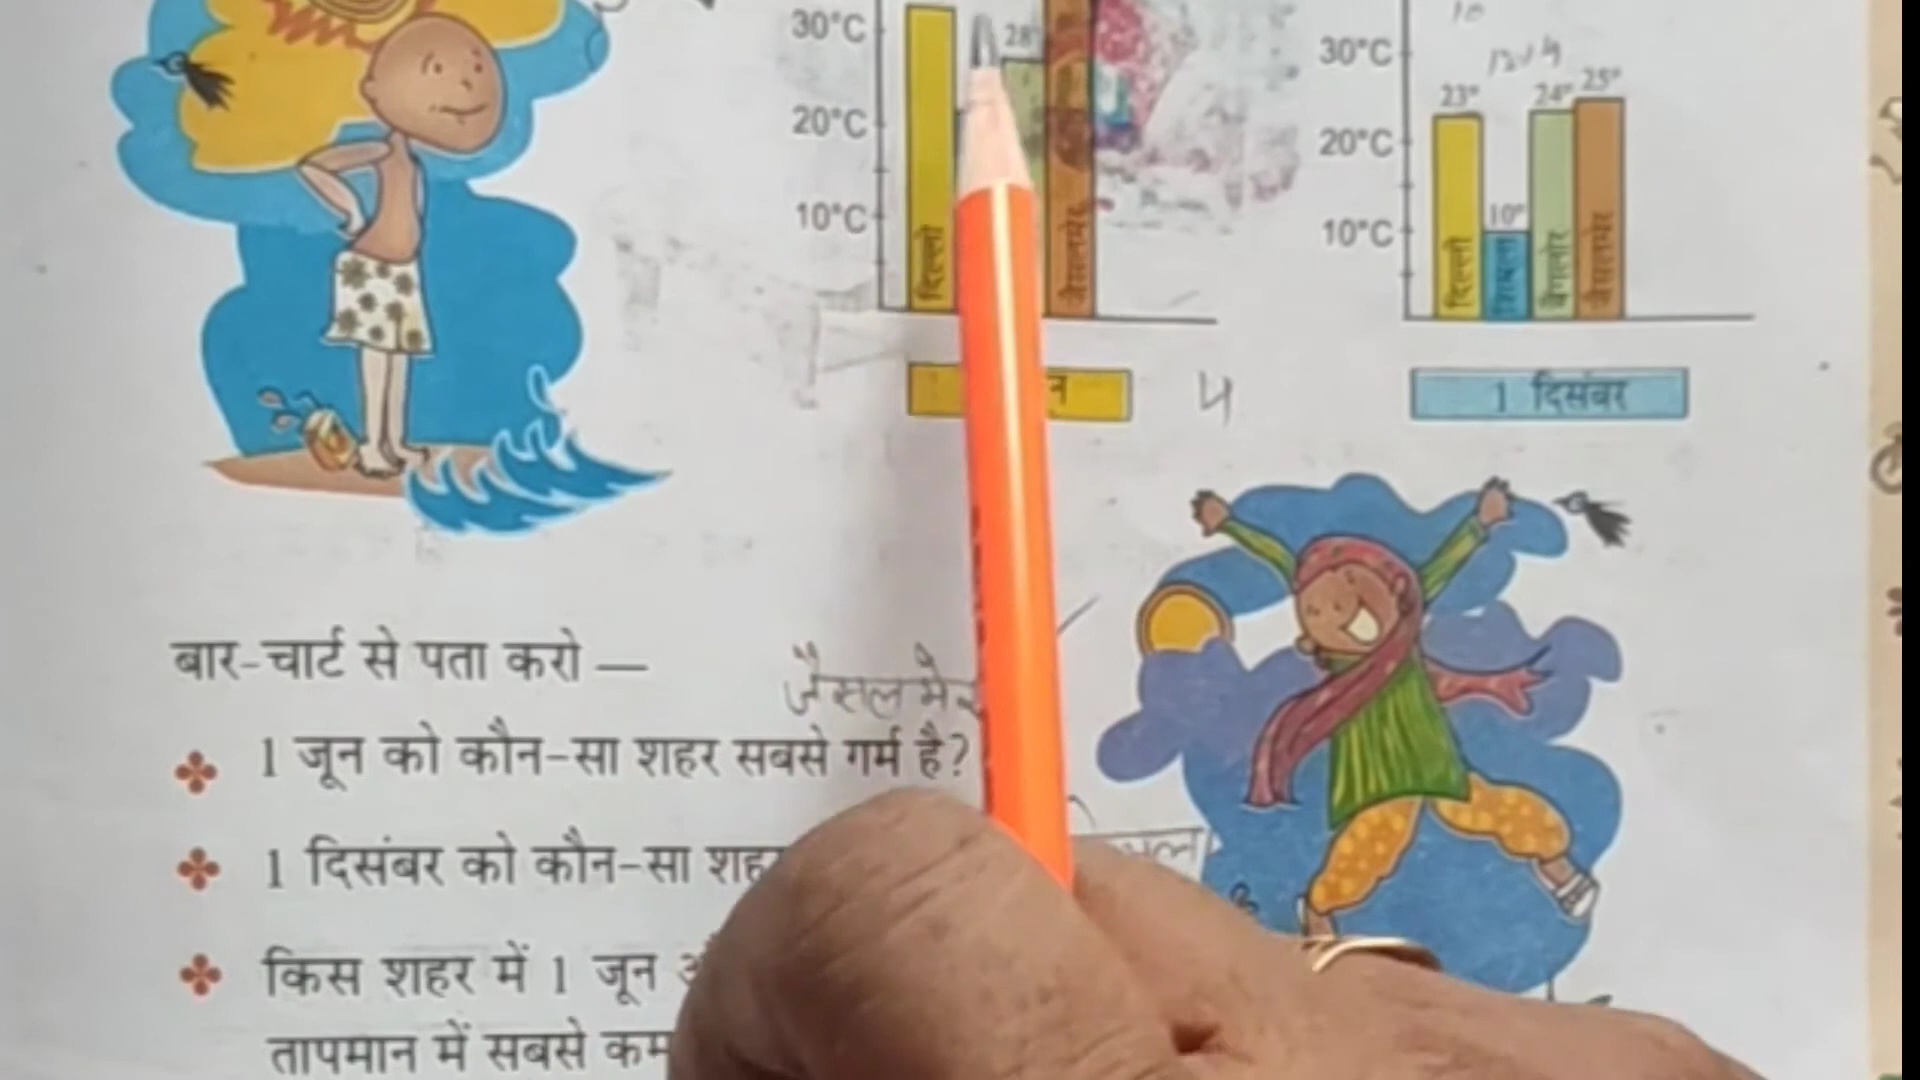 30°C
28°
20°C
10°C
दिल्ली
जैसलमेर
30°C
23°
24°
25°
20°C
10°
10°C
दिल्ली
शिमला
बैंगलोर
जैसलमेर
1 दिसंबर
बार-चार्ट से पता करो —
जैसलमेर
1 जून को कौन-सा शहर सबसे गर्म है?
1 दिसंबर को कौन-सा
किस शहर में 1 जून
तापमान में सबसे कम